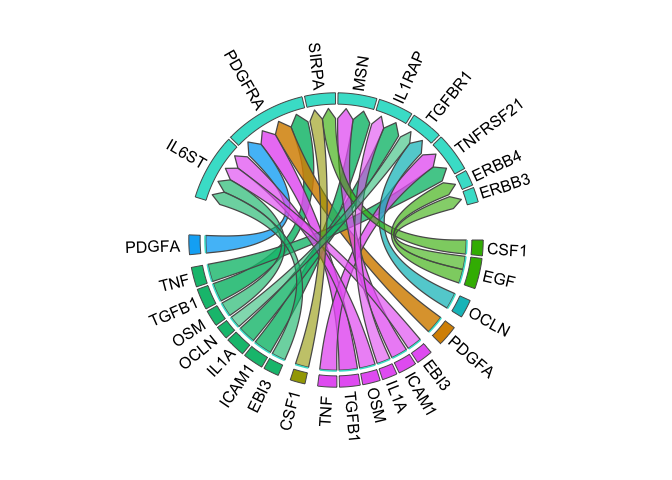 IL6ST
PDGFRA
SIRPA
MSN
IL1RAP
TGFBR1
TNFRSF21
ERBB4
ERBB3
CSF1
EGF
OCLN
PDGFA
EBI3
ICAM1
IL1A
OSM
TGFB1
TNF
CSF1
EBI3
ICAM1
IL1A
OCLN
OSM
TGFB1
TNF
PDGFA